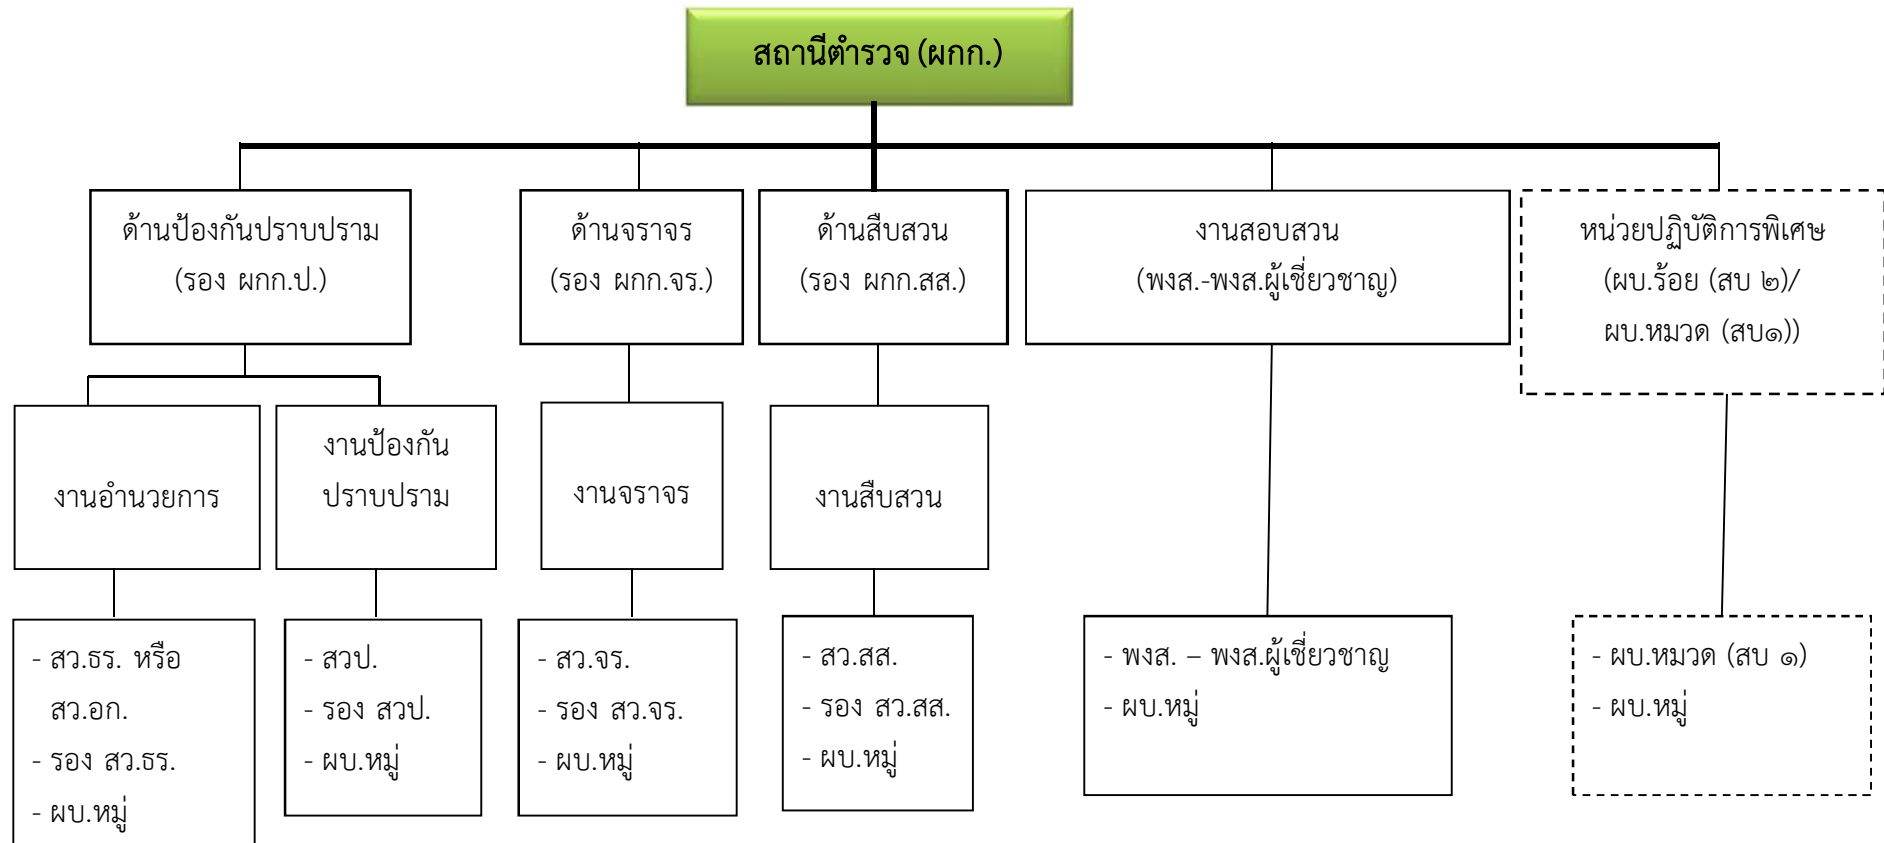 สถานีตำรวจ (ผกก.)
ด้านป้องกันปราบปราม
(รอง ผกก.ป.)
ด้านจราจร
(รอง ผกก.จร.)
ด้านสืบสวน
(รอง ผกก.สส.)
งานสอบสวน
(พงส.-พงส.ผู้เชี่ยวชาญ)
หน่วยปฏิบัติการพิเศษ
(ผบ.ร้อย (สบ ๒)/
ผบ.หมวด (สบ๑))
งานอำนวยการ
งานป้องกัน
ปราบปราม
งานจราจร
งานสืบสวน
- สว.ธร. หรือ
สว.อก.
- รอง สว.ธร.
- ผบ.หมู่
- สวป.
- รอง สวป.
- ผบ.หมู่
- สว.จร.
- รอง สว.จร.
- ผบ.หมู่
- สว.สส.
- รอง สว.สส.
- ผบ.หมู่
- พงส. – พงส.ผู้เชี่ยวชาญ
- ผบ.หมู่
- ผบ.หมวด (สบ ๑)
- ผบ.หมู่